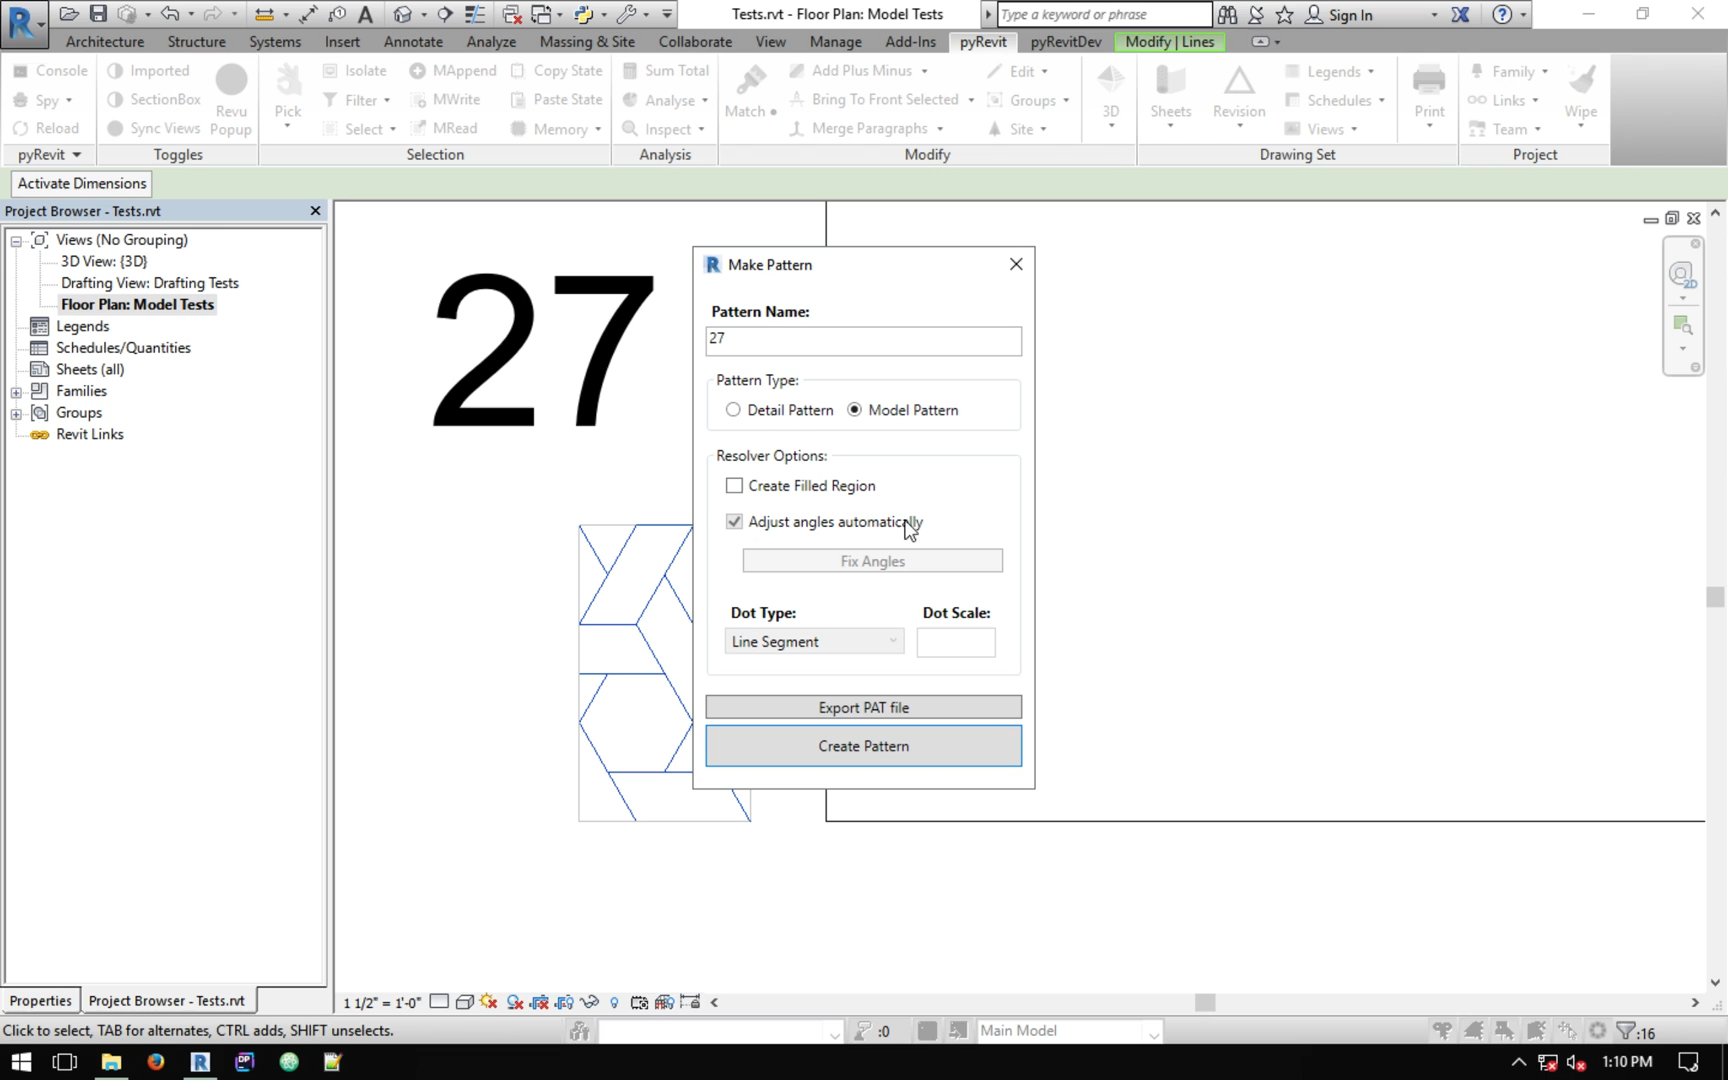 Tests.rvt - Floor Plan: Model Tests
Type a keyword or phrase
Sign In
Architecture Structure Systems Insert Annotate Analyze Massing & Site Collaborate View Manage Add-Ins pyRevit pyRevitDev Modify | Lines
Console Imported Isolate MAppend Copy State Sum Total Add Plus Minus Edit Legends Family
Spy SectionBox Revu Pick Filter MWrite Paste State Analyse Match Bring To Front Selected Groups 3D Sheets Revision Schedules Print Links Wipe
Reload Sync Views Popup Select MRead Memory Inspect Merge Paragraphs Site Views Team
pyRevit Toggles Selection Analysis Modify Drawing Set Project
Activate Dimensions
Project Browser - Tests.rvt
Views (No Grouping)
3D View: {3D}
Drafting View: Drafting Tests
Floor Plan: Model Tests
Legends
Schedules/Quantities
Sheets (all)
Families
Groups
Revit Links
27
2D
Make Pattern
Pattern Name:
27
Pattern Type:
Detail Pattern Model Pattern
Resolver Options:
Create Filled Region
Adjust angles automatically
Fix Angles
Dot Type: Dot Scale:
Line Segment
Export PAT file
Create Pattern
Properties Project Browser - Tests.rvt
1 1/2" = 1'-0"
Click to select, TAB for alternates, CTRL adds, SHIFT unselects.
:0
Main Model
:16
DP
1:10 PM